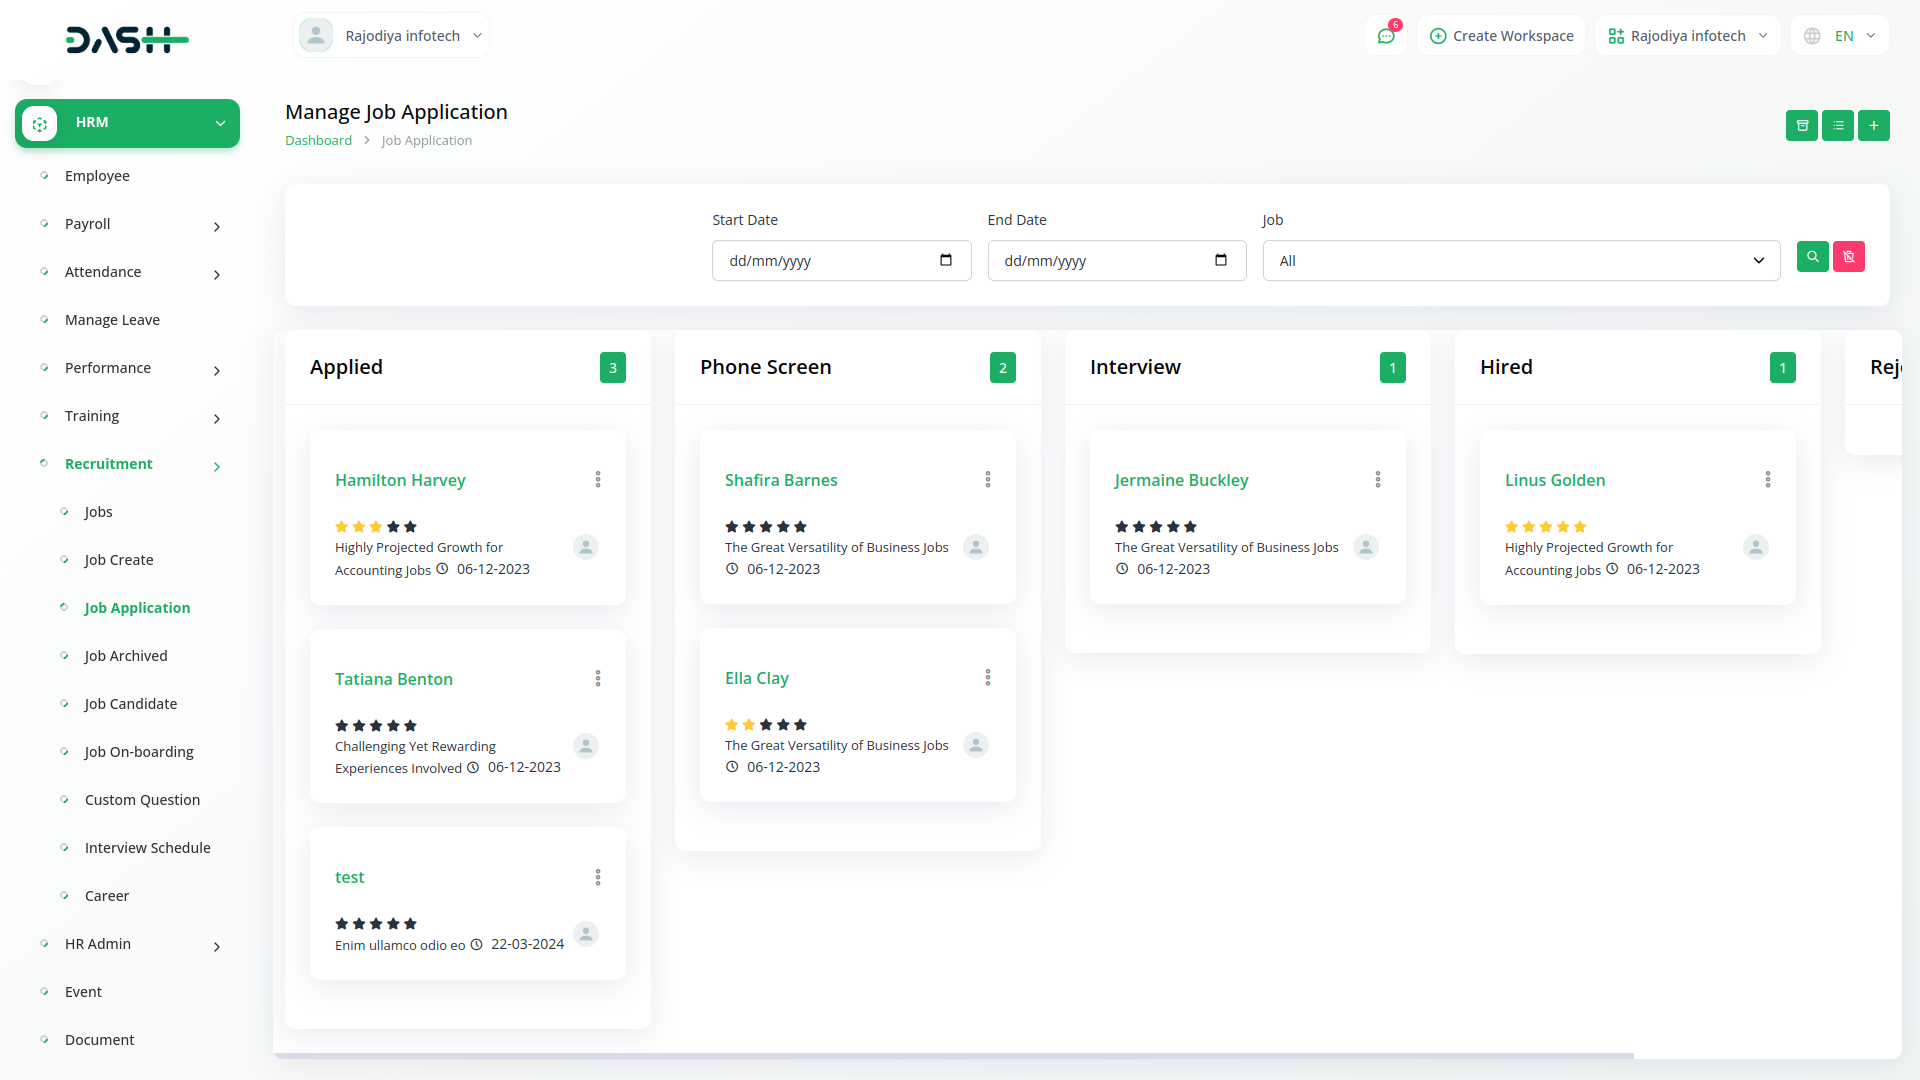 DASH
Rajodiya infotech
6
Create Workspace
Rajodiya infotech
EN
HRM
Employee
Payroll
Attendance
Manage Leave
Performance
Training
Recruitment
Jobs
Job Create
Job Application
Job Archived
Job Candidate
Job On-boarding
Custom Question
Interview Schedule
Career
HR Admin
Event
Document
Manage Job Application
Dashboard > Job Application
Start Date
dd/mm/yyyy
End Date
dd/mm/yyyy
Job
All
Applied
3
Hamilton Harvey
Highly Projected Growth for
Accounting Jobs 06-12-2023
Tatiana Benton
Challenging Yet Rewarding
Experiences Involved 06-12-2023
test
Enim ullamco odio eo 22-03-2024
Phone Screen
2
Shafira Barnes
The Great Versatility of Business Jobs
06-12-2023
Ella Clay
The Great Versatility of Business Jobs
06-12-2023
Interview
1
Jermaine Buckley
The Great Versatility of Business Jobs
06-12-2023
Hired
1
Linus Golden
Highly Projected Growth for
Accounting Jobs 06-12-2023